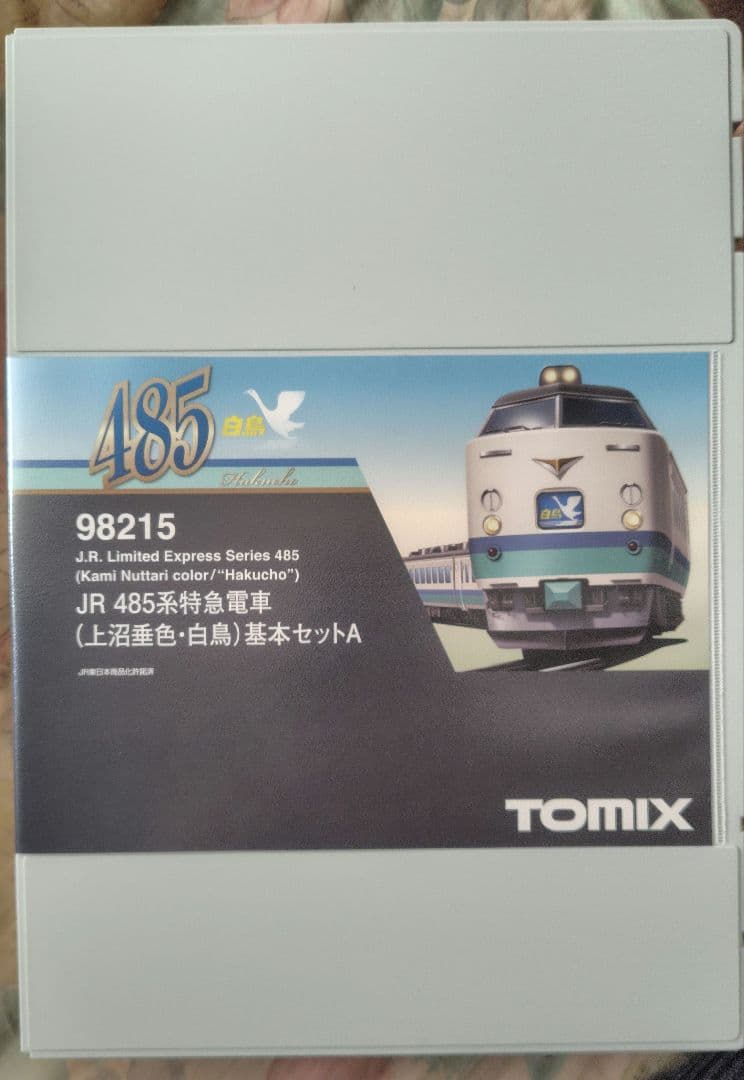 485
白鳥
Hakucho
98215
J.R. Limited Express Series 485
(Kami Nuttari color/“Hakucho”)
JR 485系特急電車
(上沼垂色・白鳥)基本セットA
JR東日本商品化許諾済
白鳥
TOMIX